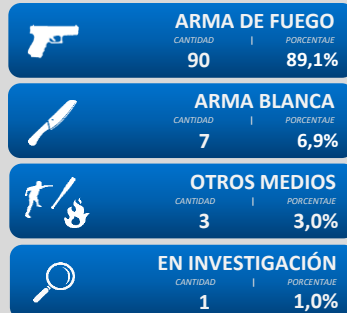 ARMA DE FUEGO
CANTIDAD | PORCENTAJE
90 89,1%
ARMA BLANCA
CANTIDAD | PORCENTAJE
7 6,9%
OTROS MEDIOS
CANTIDAD | PORCENTAJE
3 3,0%
EN INVESTIGACIÓN
CANTIDAD | PORCENTAJE
1 1,0%